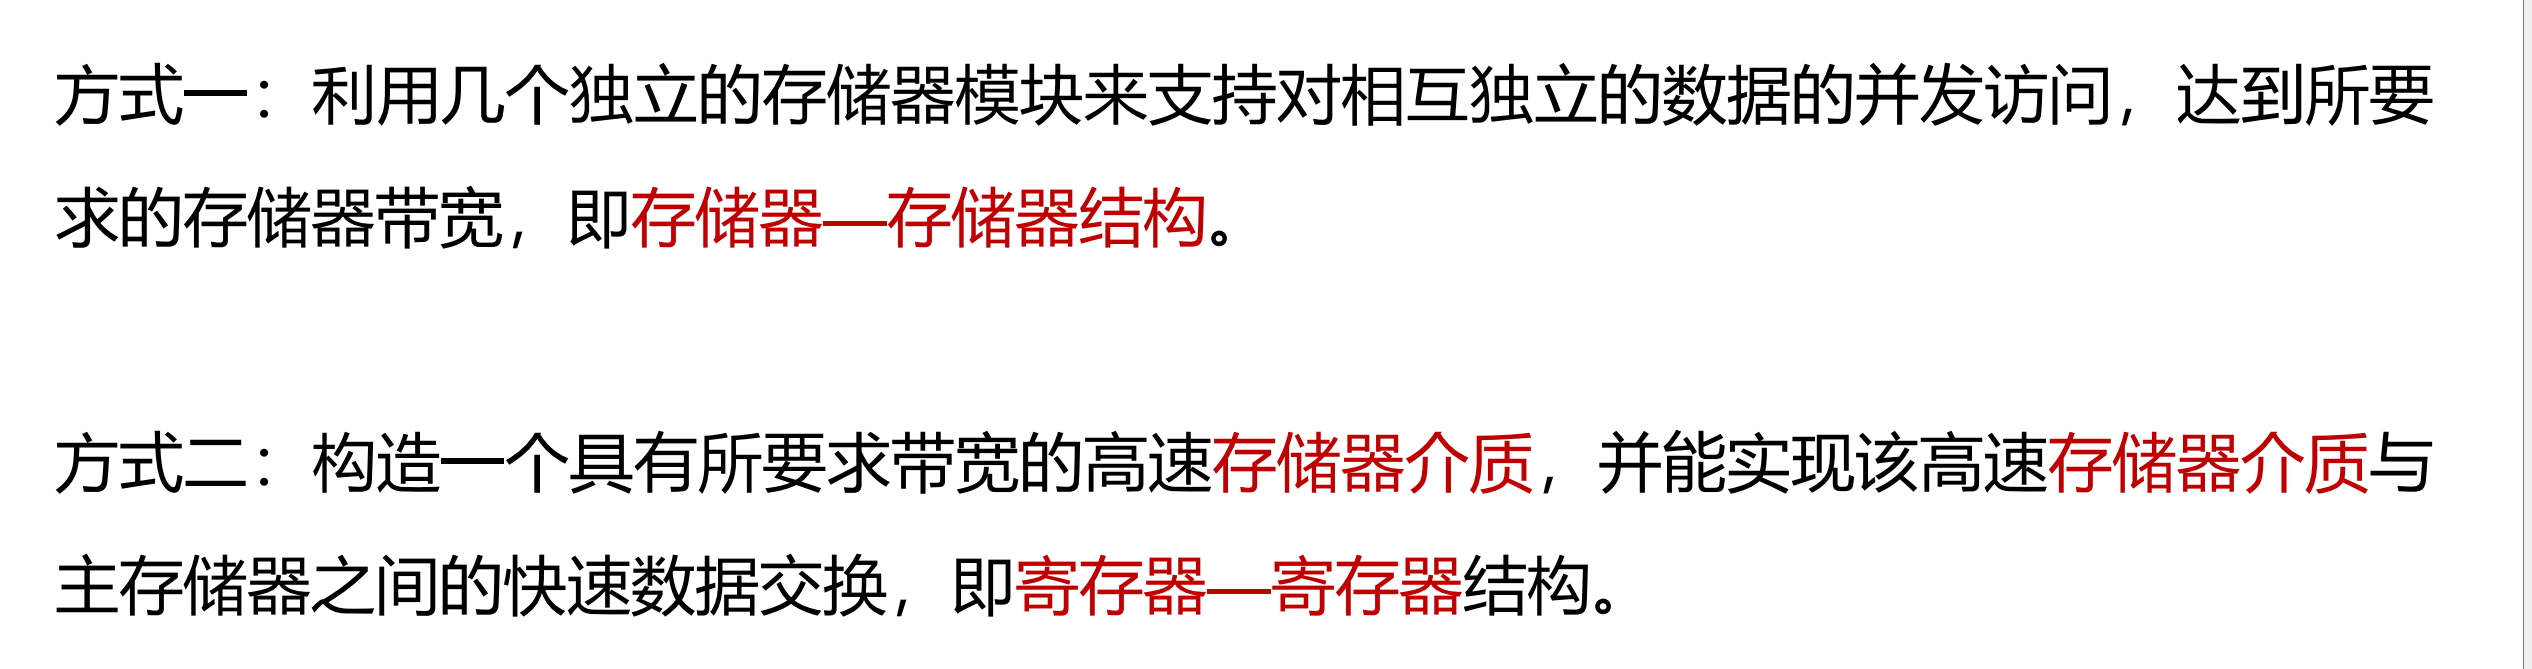 方式一：利用几个独立的存储器模块来支持对相互独立的数据的并发访问，达到所要
求的存储器带宽，即存储器—存储器结构。
方式二：构造一个具有所要求带宽的高速存储器介质，并能实现该高速存储器介质与
主存储器之间的快速数据交换，即寄存器—寄存器结构。